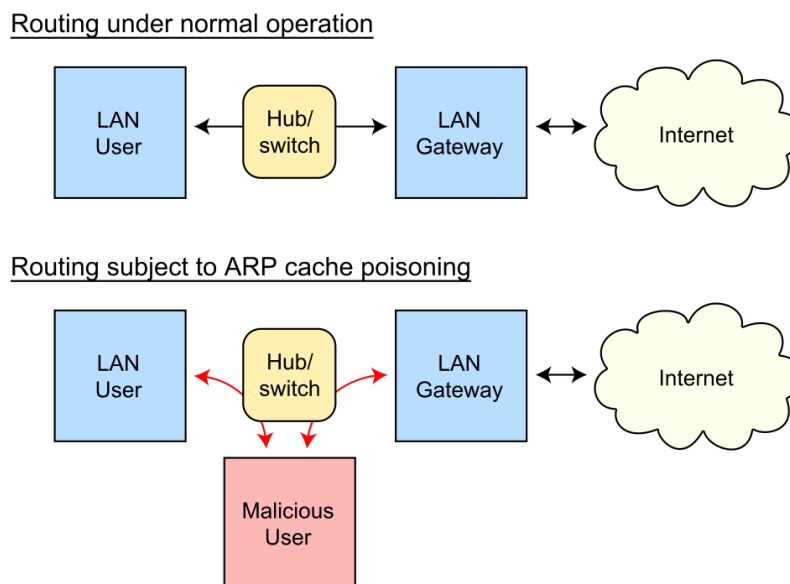 Routing under normal operation
LAN
User
Hub/
switch
LAN
Gateway
Internet
Routing subject to ARP cache poisoning
LAN
User
Hub/
switch
LAN
Gateway
Internet
Malicious
User